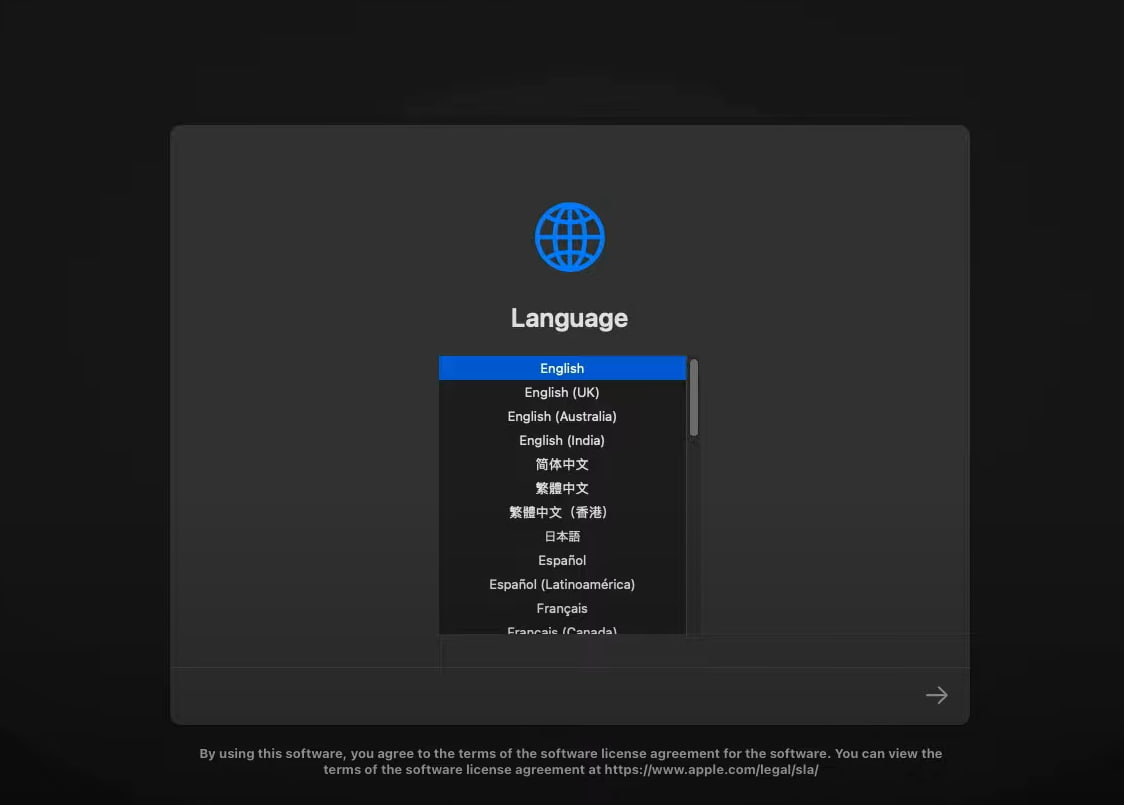 Language
English
English (UK)
English (Australia)
English (India)
简体中文
繁體中文
繁體中文（香港）
日本語
Español
Español (Latinoamérica)
Français
Français (Canada)
By using this software, you agree to the terms of the software license agreement for the software. You can view the
terms of the software license agreement at https://www.apple.com/legal/sla/